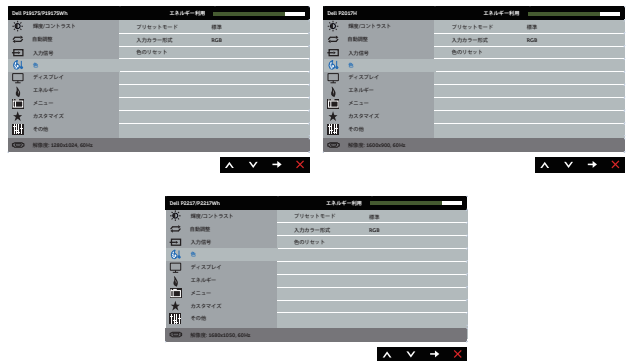 Dell P1917S/P1917SWh エネルギー利用
輝度/コントラスト プリセットモード 標準
自動調整 入力カラー形式 RGB
入力信号 色のリセット
色
ディスプレイ
エネルギー
メニュー
カスタマイズ
その他
解像度: 1280x1024, 60Hz
Dell P2017H エネルギー利用
輝度/コントラスト プリセットモード 標準
自動調整 入力カラー形式 RGB
入力信号 色のリセット
色
ディスプレイ
エネルギー
メニュー
カスタマイズ
その他
解像度: 1600x900, 60Hz
Dell P2217/P2217Wh エネルギー利用
輝度/コントラスト プリセットモード 標準
自動調整 入力カラー形式 RGB
入力信号 色のリセット
色
ディスプレイ
エネルギー
メニュー
カスタマイズ
その他
解像度: 1680x1050, 60Hz